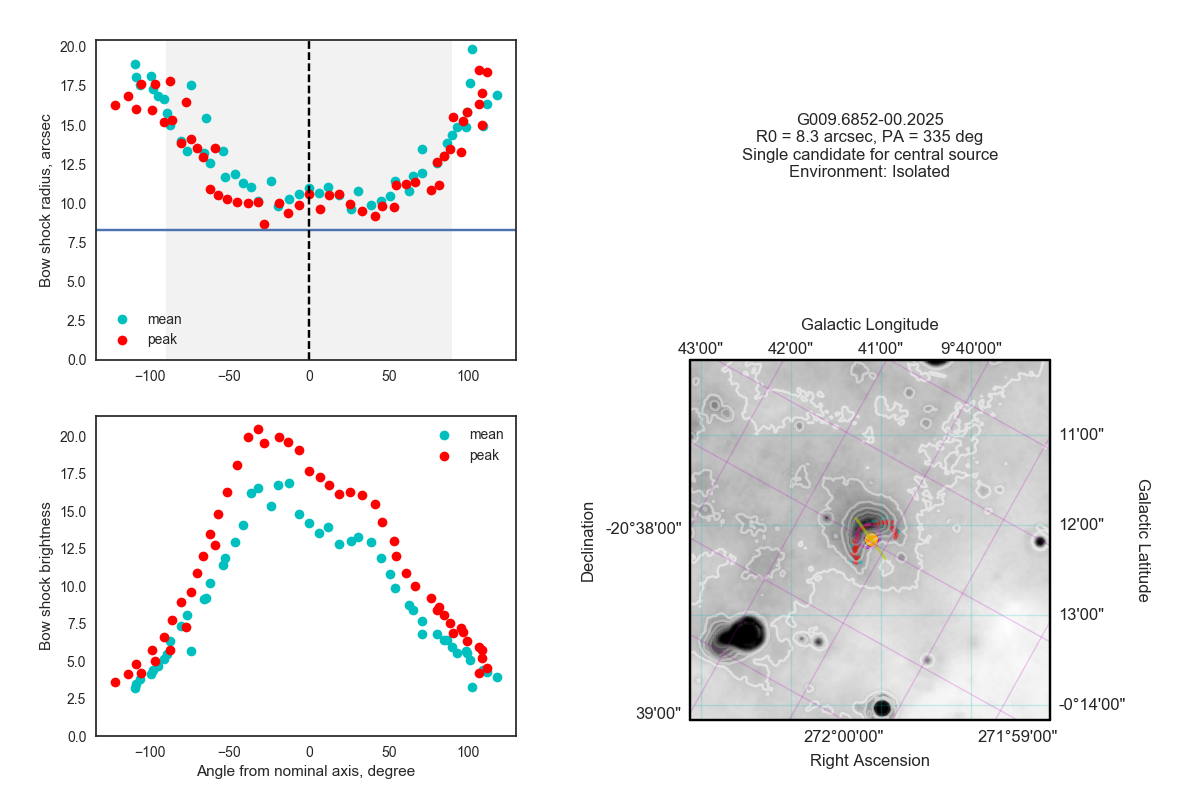 20.0
17.5
15.0
12.5
10.0
7.5
5.0
2.5
0.0
Bow shock radius, arcsec
mean
peak
−100
−50
0
50
100
G009.6852-00.2025
R0 = 8.3 arcsec, PA = 335 deg
Single candidate for central source
Environment: Isolated
20.0
17.5
15.0
12.5
10.0
7.5
5.0
2.5
0.0
Bow shock brightness
mean
peak
−100
−50
0
50
100
Angle from nominal axis, degree
Galactic Longitude
43'00"
42'00"
41'00"
9°40'00"
11'00"
12'00"
13'00"
-0°14'00"
Galactic Latitude
Declination
-20°38'00"
39'00"
272°00'00"
271°59'00"
Right Ascension